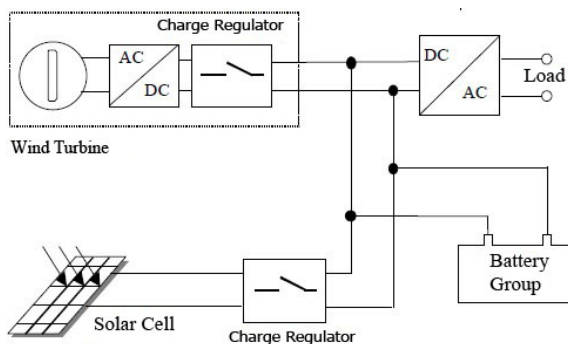 Charge Regulator
AC
DC
DC
AC
Load
Wind Turbine
Battery
Group
Solar Cell
Charge Regulator